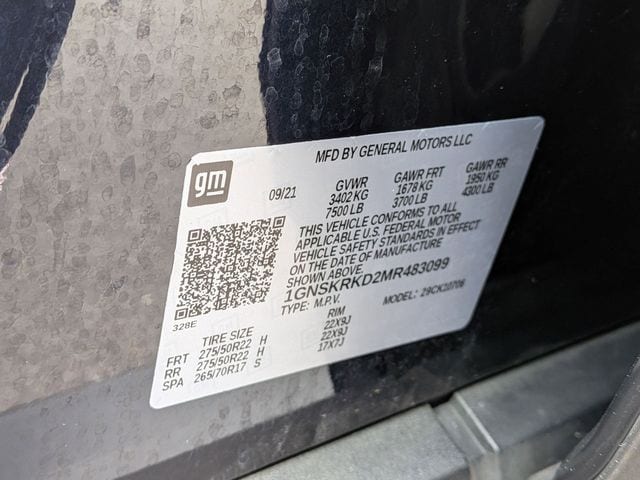 MFD BY GENERAL MOTORS LLC
gm
09/21
GVWR GAWR FRT GAWR RR
3402 KG 1678 KG 1950 KG
7500 LB 3700 LB 4300 LB
THIS VEHICLE CONFORMS TO ALL
APPLICABLE U.S. FEDERAL MOTOR
VEHICLE SAFETY STANDARDS IN EFFECT
ON THE DATE OF MANUFACTURE
SHOWN ABOVE.
1GNSKRKD2MR483099
TYPE: M.P.V. MODEL: 29CK10706
328E
TIRE SIZE RIM
FRT 275/50R22 H 22X9J
RR 275/50R22 H 22X9J
SPA 265/70R17 S 17X7J